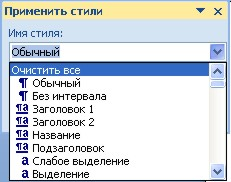 Применить стили
Имя стиля:
Обычный
Очистить все
¶ Обычный
¶ Без интервала
¶a Заголовок 1
¶a Заголовок 2
¶a Название
¶a Подзаголовок
a Слабое выделение
a Выделение